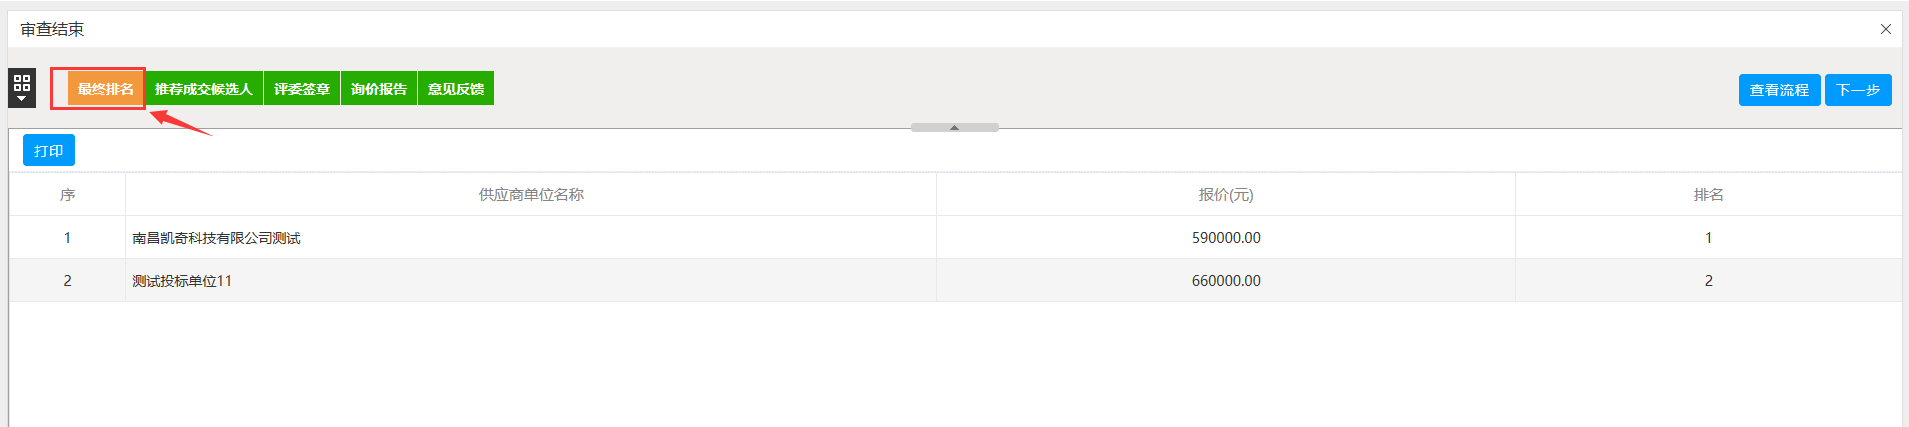 审查结束
最终排名 推荐成交候选人 评委签章 询价报告 意见反馈 查看流程 下一步
打印
序 供应商单位名称 报价(元) 排名
1 南昌凯奇科技有限公司测试 590000.00 1
2 测试投标单位11 660000.00 2